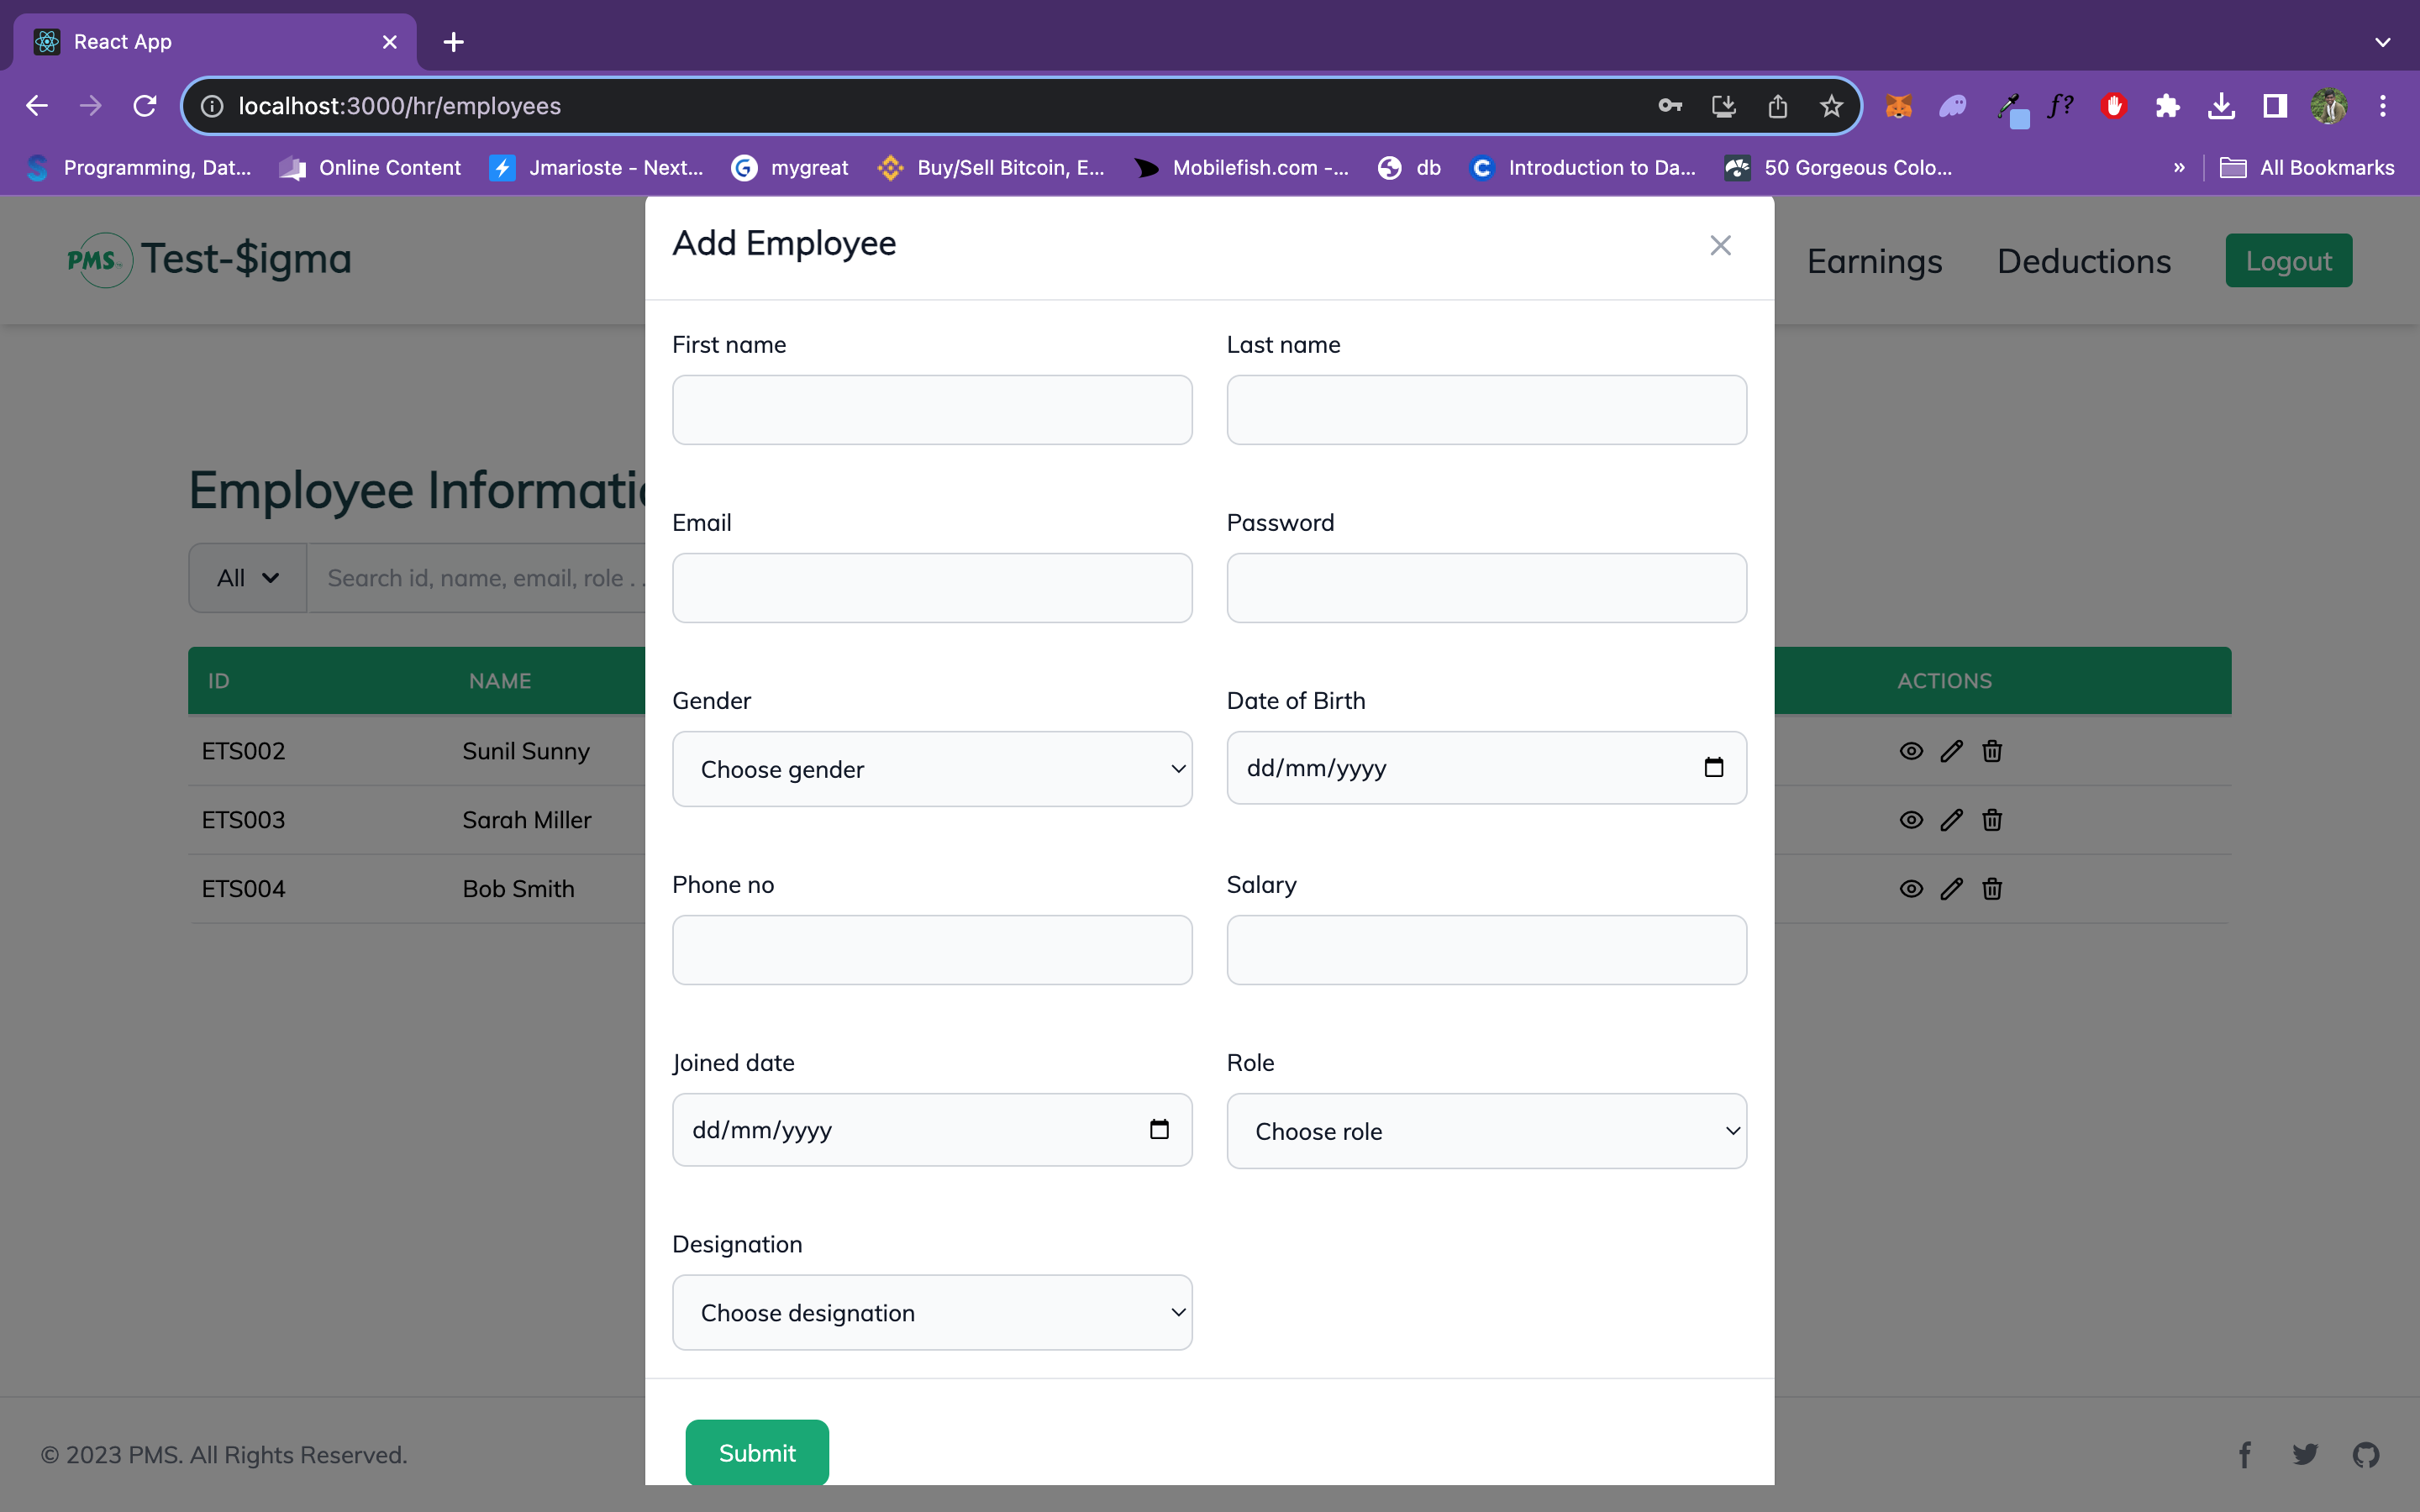 React App
localhost:3000/hr/employees
f?
Programming, Dat... Online Content Jmarioste - Next... mygreat Buy/Sell Bitcoin, E... Mobilefish.com -... db Introduction to Da... 50 Gorgeous Colo... » All Bookmarks
PMS Test-$igma
Earnings Deductions Logout
Add Employee
First name Last name
Employee Informatic
Email Password
All Search id, name, email, role . .
ID NAME ACTIONS
Gender Date of Birth
Choose gender dd/mm/yyyy
ETS002 Sunil Sunny
ETS003 Sarah Miller
ETS004 Bob Smith
Phone no Salary
Joined date Role
dd/mm/yyyy Choose role
Designation
Choose designation
Submit
© 2023 PMS. All Rights Reserved.